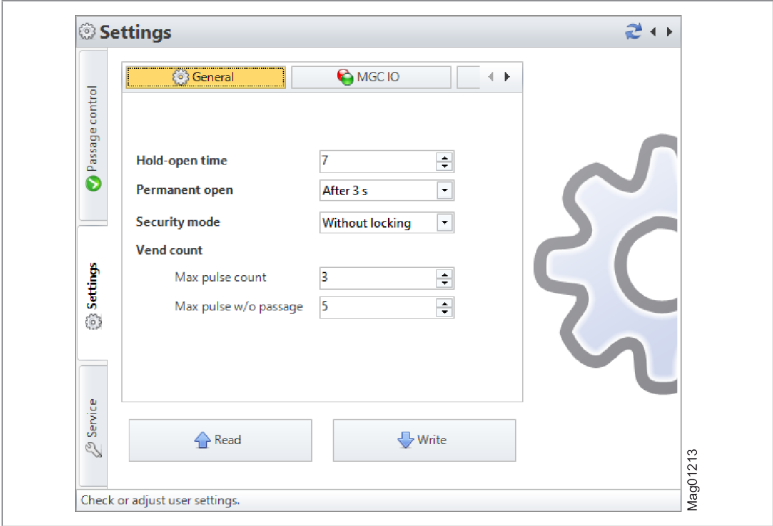 Settings
Passage control
Settings
Service
General
MGC IO
Hold-open time 7
Permanent open After 3 s
Security mode Without locking
Vend count
Max pulse count 3
Max pulse w/o passage 5
Read
Write
Check or adjust user settings.
Mag01213